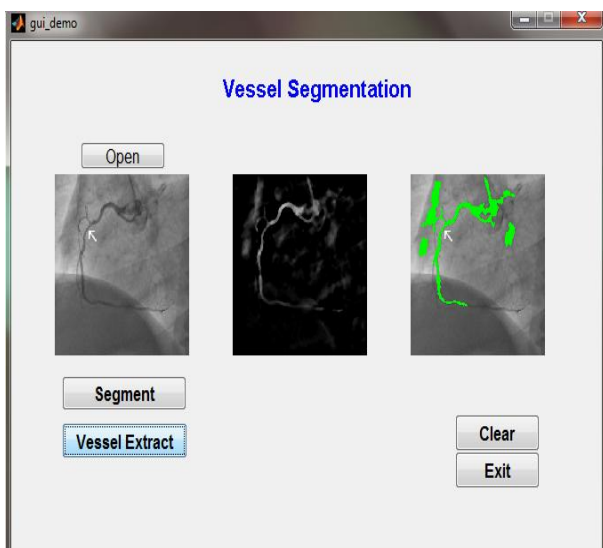 gui_demo
Vessel Segmentation
Open
Segment
Vessel Extract
Clear
Exit